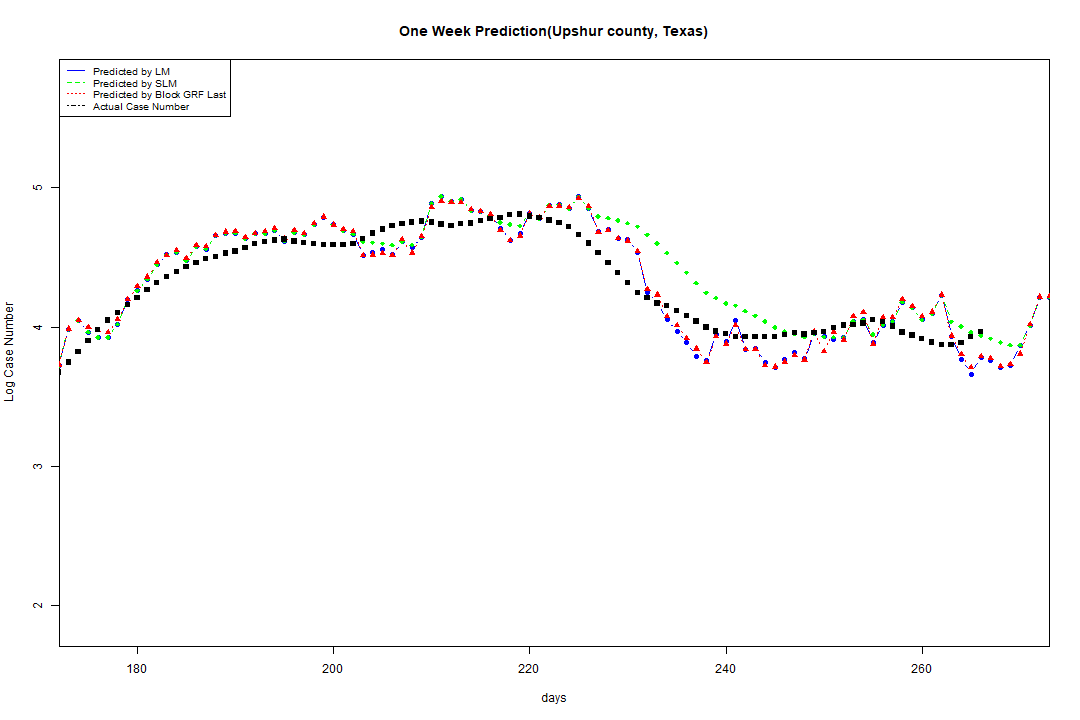 One Week Prediction(Upshur county, Texas)
Predicted by LM
Predicted by SLM
Predicted by Block GRF Last
Actual Case Number
5
4
3
2
Log Case Number
180 200 220 240 260
days